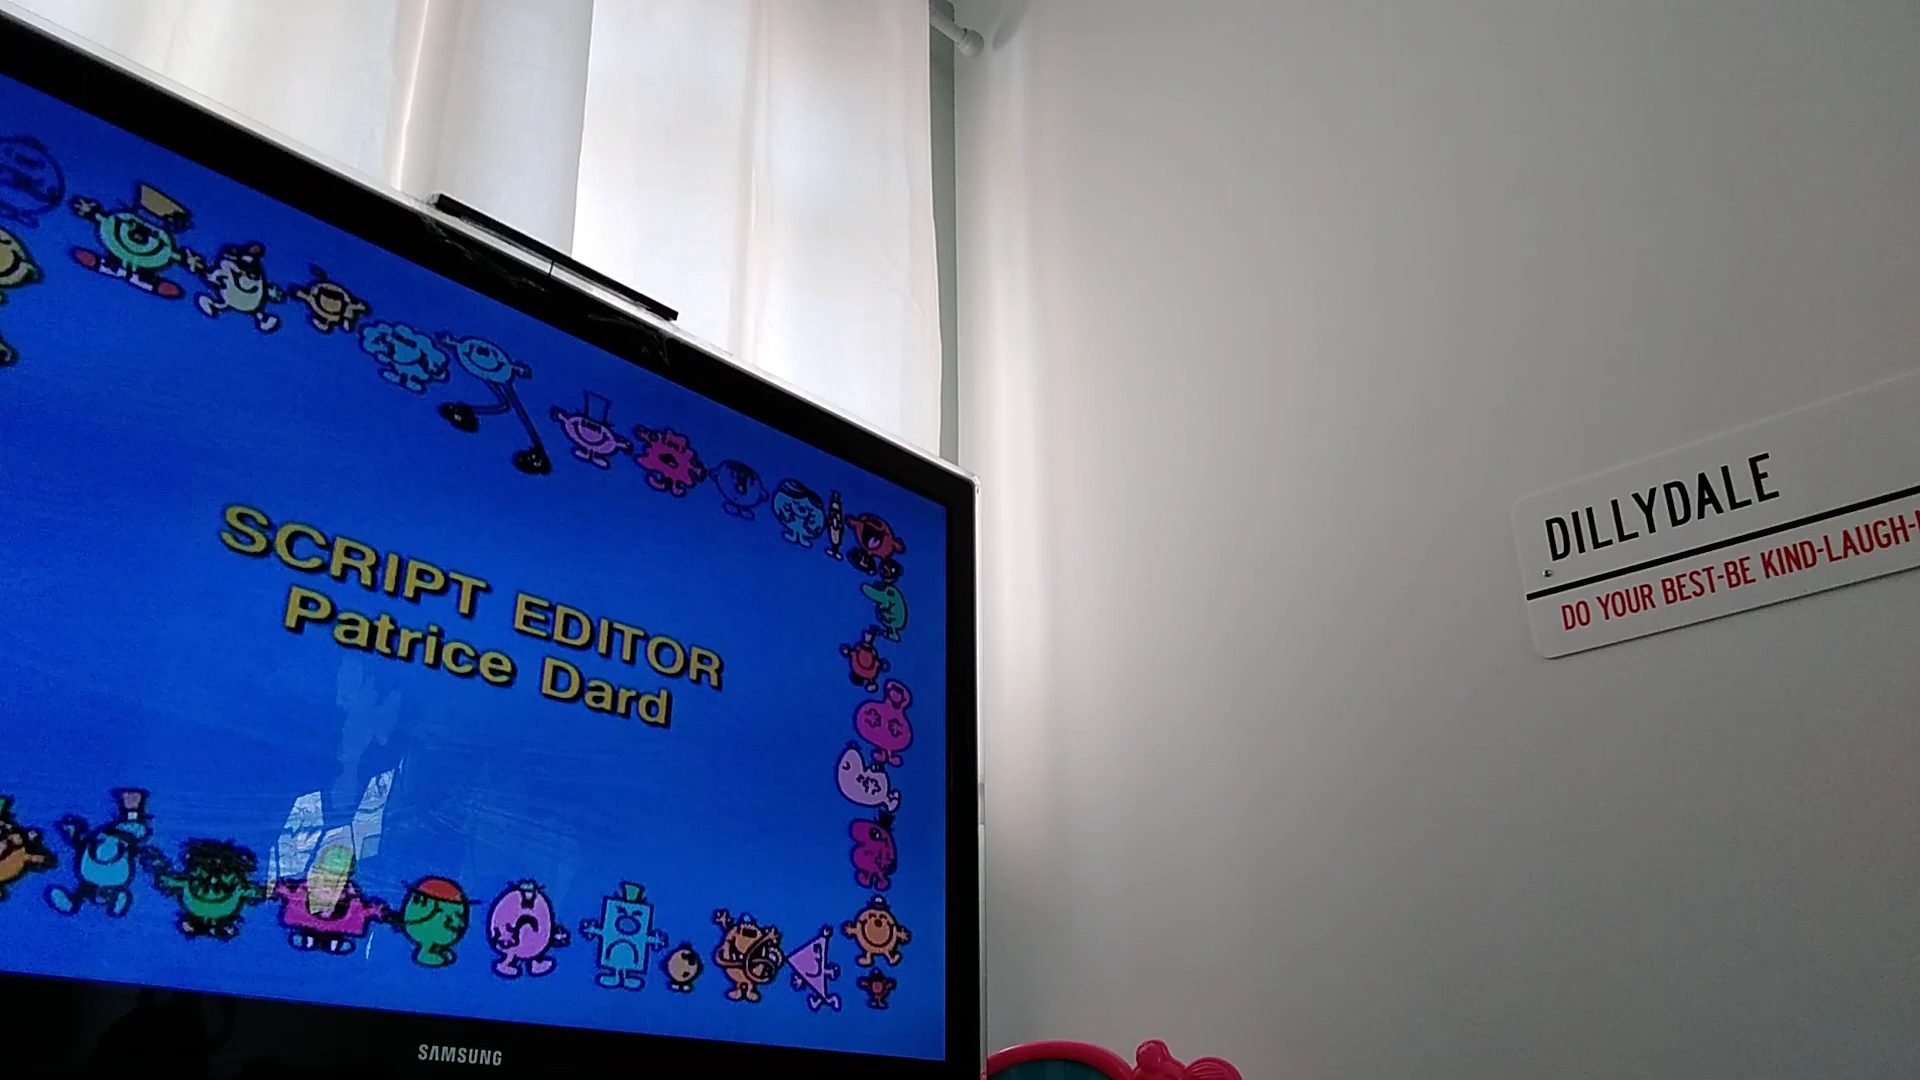 SCRIPT EDITOR
Patrice Dard
SAMSUNG
DILLYDALE
DO YOUR BEST-BE KIND-LAUGH-